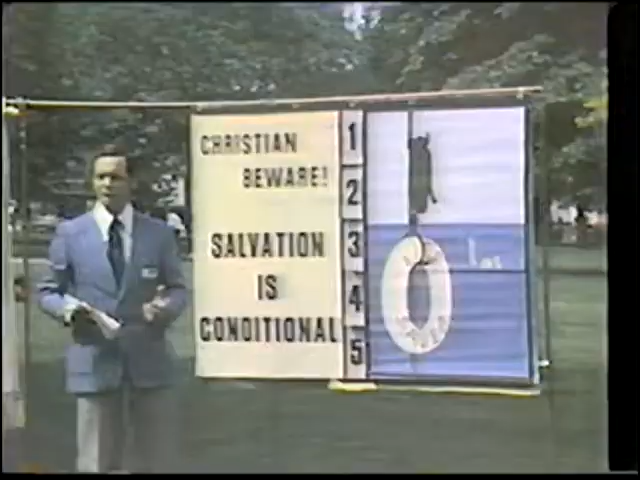 CHRISTIAN
BEWARE!
SALVATION
IS
CONDITIONAL
1
2
3
4
5